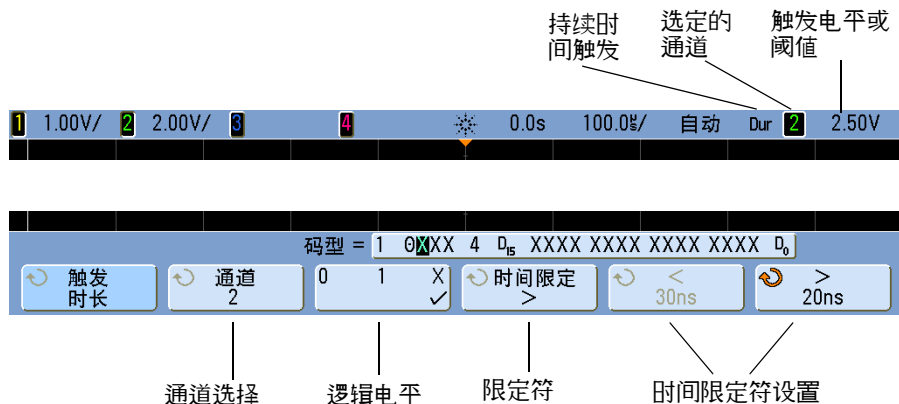 持续时
间触发
选定的
通道
触发电平或
阈值
1 1.00V/ 2 2.00V/ 3 4 0.0s 100.0µs/ 自动 Dur 2 2.50V
码型 = 1 0XXX 4 D15 XXXX XXXX XXXX XXXX D0
触发
时长
通道
2
0 1 X
✓
时间限定
>
<
30ns
>
20ns
通道选择
逻辑电平
限定符
时间限定符设置